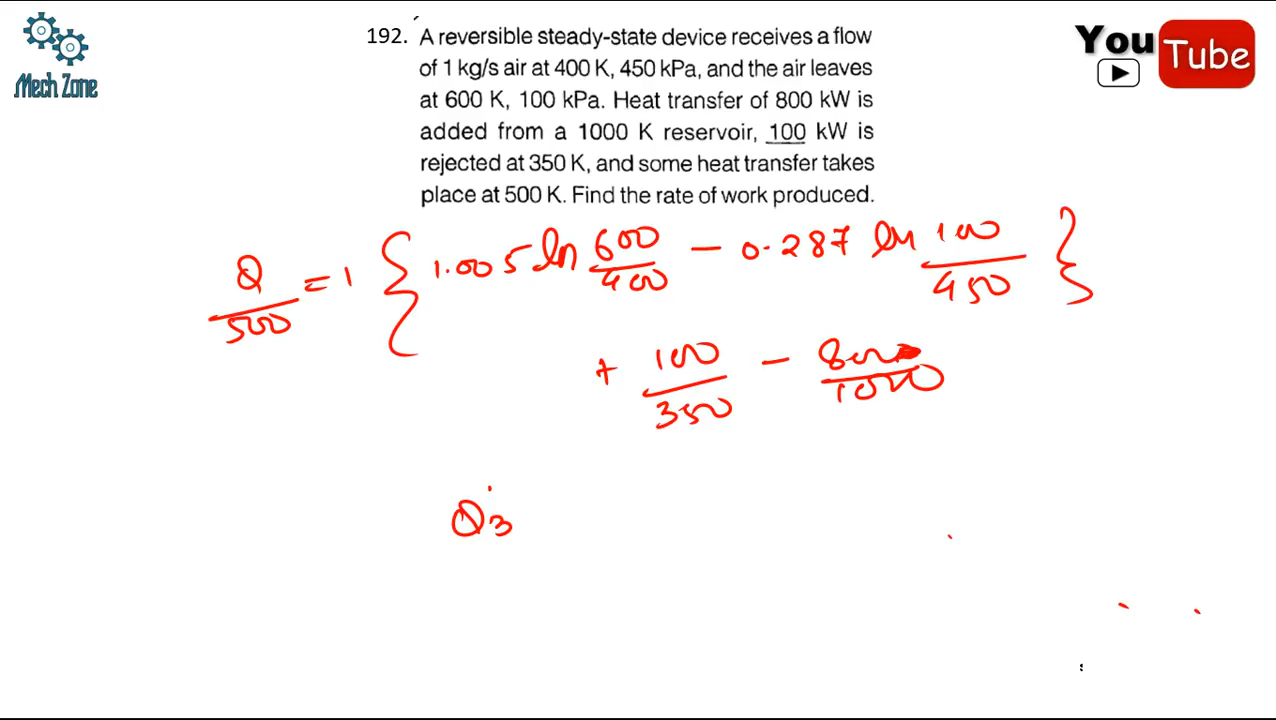 Mech Zone
You Tube
192. A reversible steady-state device receives a flow
of 1 kg/s air at 400 K, 450 kPa, and the air leaves
at 600 K, 100 kPa. Heat transfer of 800 kW is
added from a 1000 K reservoir, 100 kW is
rejected at 350 K, and some heat transfer takes
place at 500 K. Find the rate of work produced.
Q/500 = 1 { 1.005 ln 600/400 − 0.287 ln 100/450 }
+ 100/350 − 800/1000
Q̇3